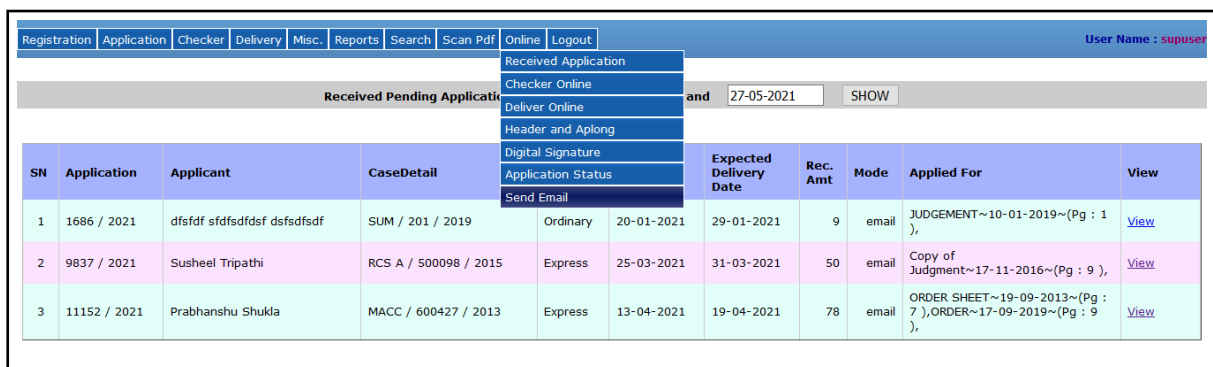 Registration Application Checker Delivery Misc. Reports Search Scan Pdf Online Logout User Name : supuser
Received Application
Checker Online
Deliver Online
Header and Aplong
Digital Signature
Application Status
Send Email
Received Pending and 27-05-2021 SHOW
SN Application Applicant CaseDetail Expected Delivery Date Rec. Amt Mode Applied For View
1 1686 / 2021 dfsfdf sfdfsdfdsf dsfsdfsdf SUM / 201 / 2019 Ordinary 20-01-2021 29-01-2021 9 email JUDGEMENT~10-01-2019~(Pg : 1
), View
2 9837 / 2021 Susheel Tripathi RCS A / 500098 / 2015 Express 25-03-2021 31-03-2021 50 email Copy of
Judgment~17-11-2016~(Pg : 9 ), View
3 11152 / 2021 Prabhanshu Shukla MACC / 600427 / 2013 Express 13-04-2021 19-04-2021 78 email ORDER SHEET~19-09-2013~(Pg :
7 ),ORDER~17-09-2019~(Pg : 9
), View